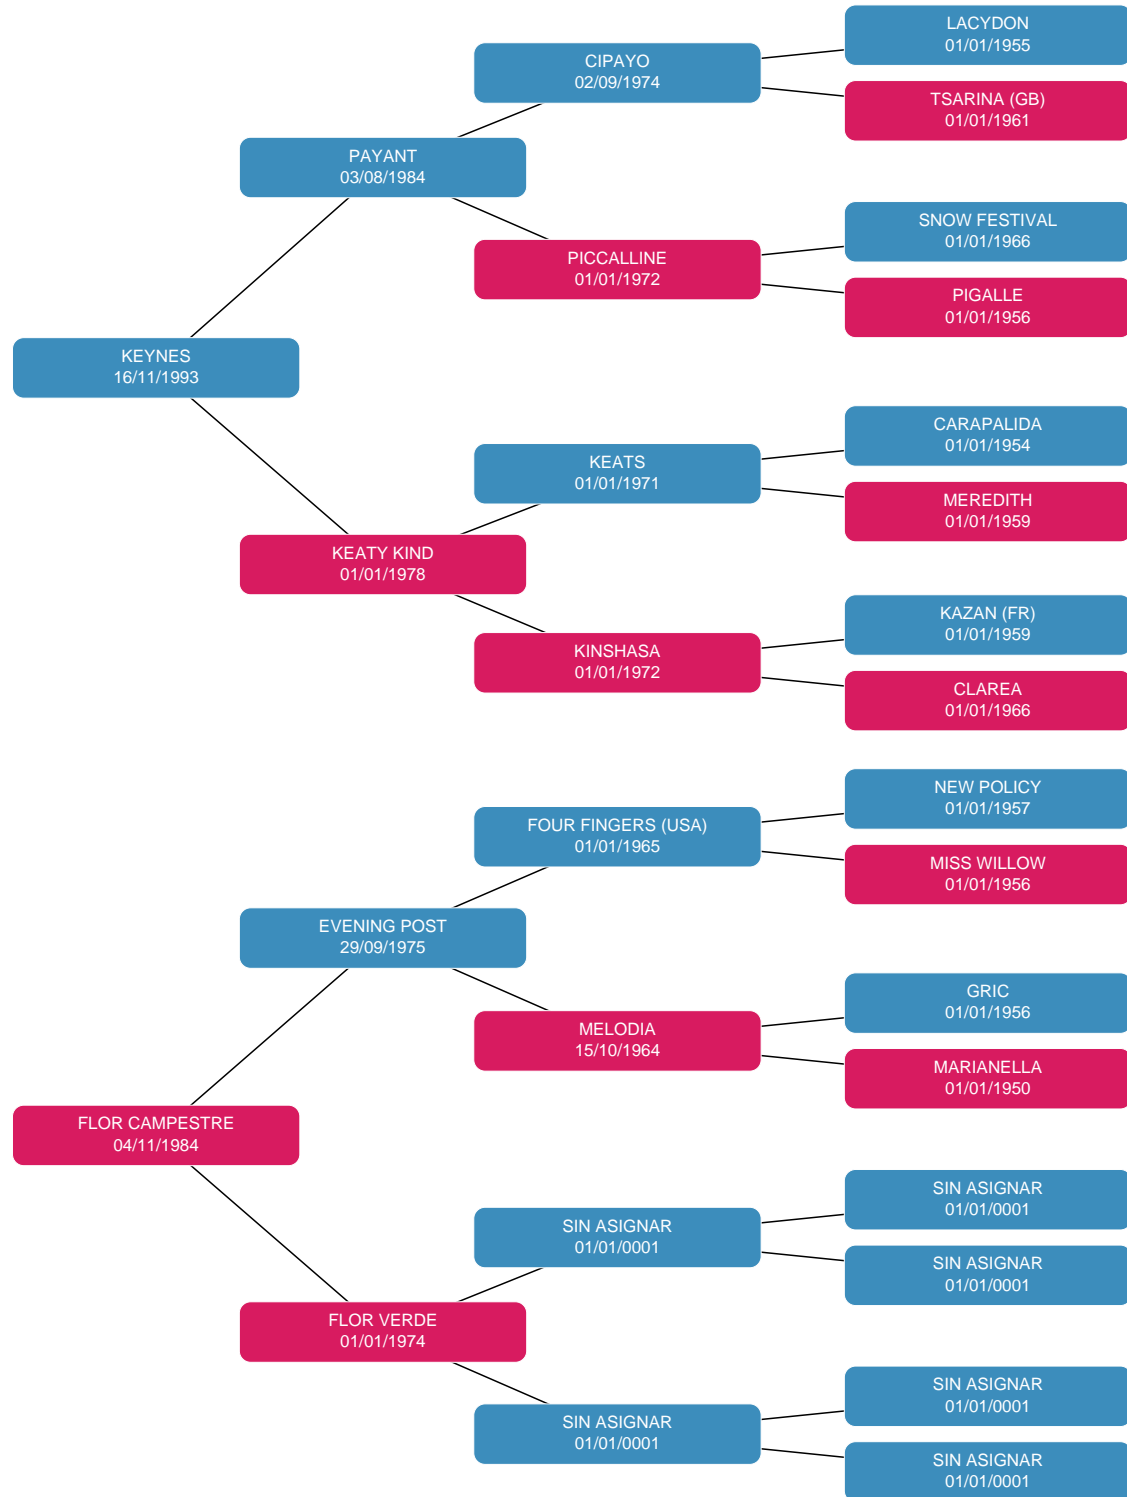 LACYDON
01/01/1955
CIPAYO
02/09/1974
TSARINA (GB)
01/01/1961
PAYANT
03/08/1984
SNOW FESTIVAL
01/01/1966
PICCALLINE
01/01/1972
PIGALLE
01/01/1956
KEYNES
16/11/1993
CARAPALIDA
01/01/1954
KEATS
01/01/1971
MEREDITH
01/01/1959
KEATY KIND
01/01/1978
KAZAN (FR)
01/01/1959
KINSHASA
01/01/1972
CLAREA
01/01/1966
NEW POLICY
01/01/1957
FOUR FINGERS (USA)
01/01/1965
MISS WILLOW
01/01/1956
EVENING POST
29/09/1975
GRIC
01/01/1956
MELODIA
15/10/1964
MARIANELLA
01/01/1950
FLOR CAMPESTRE
04/11/1984
SIN ASIGNAR
01/01/0001
SIN ASIGNAR
01/01/0001
SIN ASIGNAR
01/01/0001
FLOR VERDE
01/01/1974
SIN ASIGNAR
01/01/0001
SIN ASIGNAR
01/01/0001
SIN ASIGNAR
01/01/0001